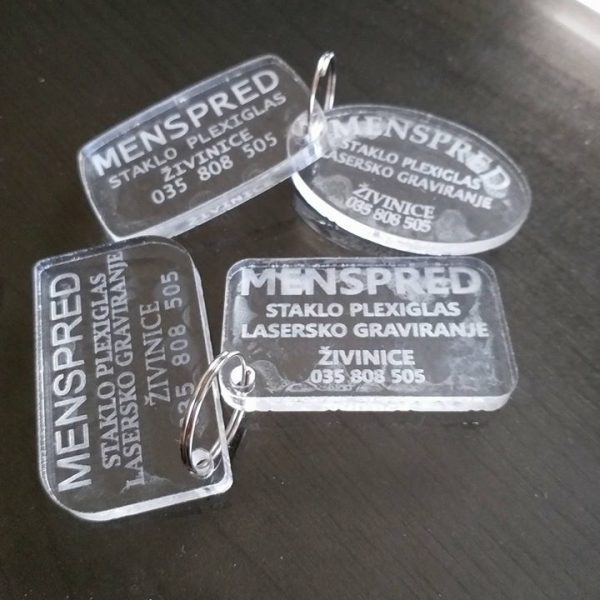 MENSPRED
STAKLO PLEXIGLAS
ŽIVINICE
035 808 505
MENSPRED
STAKLO PLEXIGLAS
LASERSKO GRAVIRANJE
ŽIVINICE
035 808 505
MENSPRED
STAKLO PLEXIGLAS
LASERSKO GRAVIRANJE
ŽIVINICE
035 808 505
MENSPRED
STAKLO PLEXIGLAS
LASERSKO GRAVIRANJE
ŽIVINICE
035 808 505